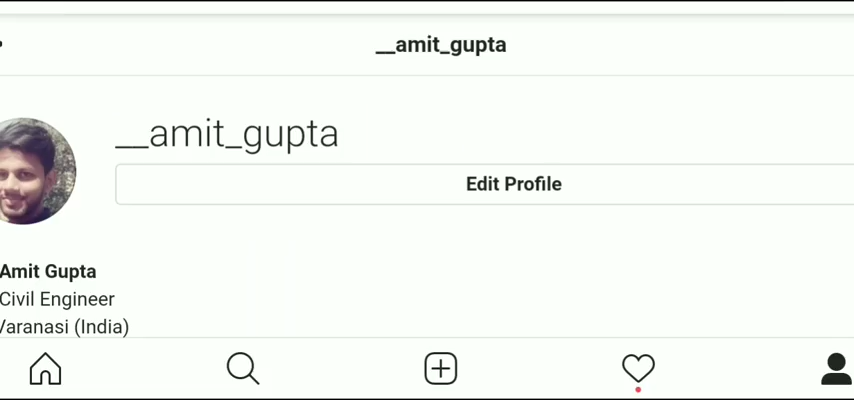 __amit_gupta
__amit_gupta
Edit Profile
Amit Gupta
Civil Engineer
Varanasi (India)